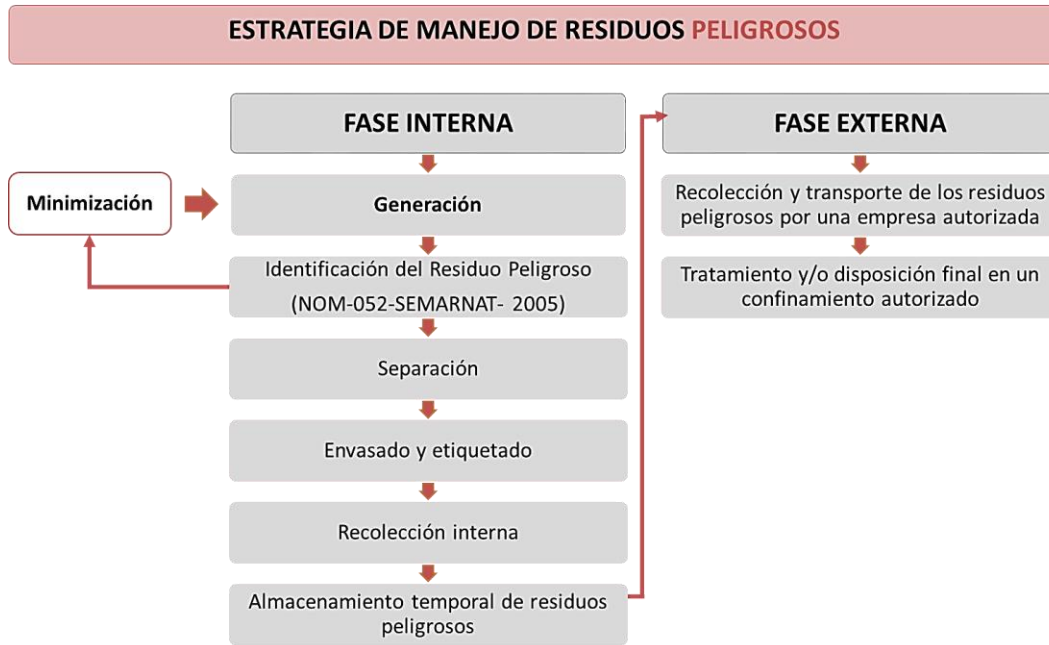 ESTRATEGIA DE MANEJO DE RESIDUOS PELIGROSOS
FASE INTERNA
Minimización
Generación
Identificación del Residuo Peligroso
(NOM-052-SEMARNAT- 2005)
Separación
Envasado y etiquetado
Recolección interna
Almacenamiento temporal de residuos
peligrosos
FASE EXTERNA
Recolección y transporte de los residuos
peligrosos por una empresa autorizada
Tratamiento y/o disposición final en un
confinamiento autorizado